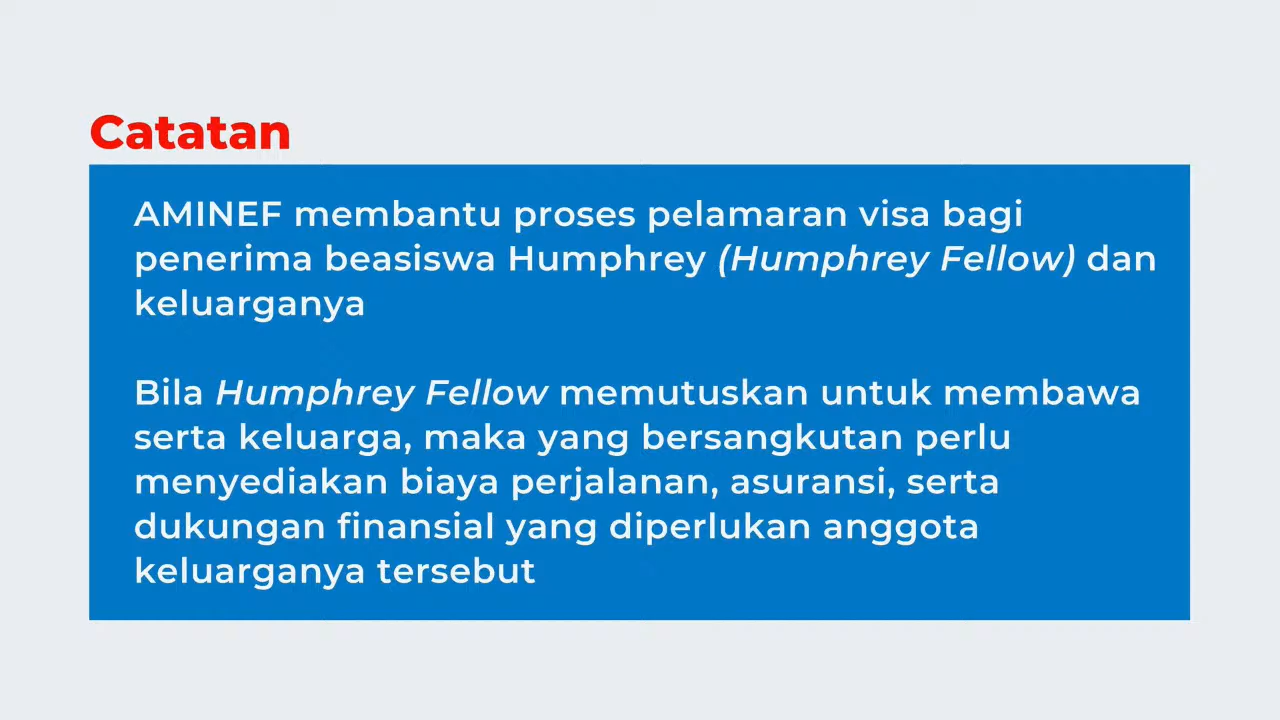 Catatan
AMINEF membantu proses pelamaran visa bagi
penerima beasiswa Humphrey (Humphrey Fellow) dan
keluarganya
Bila Humphrey Fellow memutuskan untuk membawa
serta keluarga, maka yang bersangkutan perlu
menyediakan biaya perjalanan, asuransi, serta
dukungan finansial yang diperlukan anggota
keluarganya tersebut